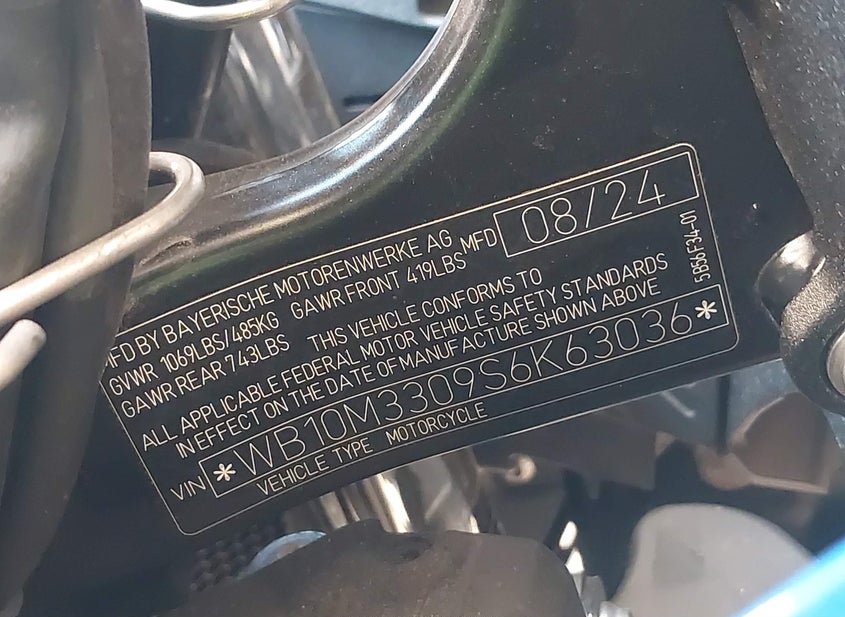 MFD BY BAYERISCHE MOTORENWERKE AG MFD 08/24
GVWR 1069LBS/485KG GAWR FRONT 419LBS
GAWR REAR 743LBS THIS VEHICLE CONFORMS TO
ALL APPLICABLE FEDERAL MOTOR VEHICLE SAFETY STANDARDS
IN EFFECT ON THE DATE OF MANUFACTURE SHOWN ABOVE
VIN *WB10M3309S6K63036*
VEHICLE TYPE MOTORCYCLE
5B56F34-01